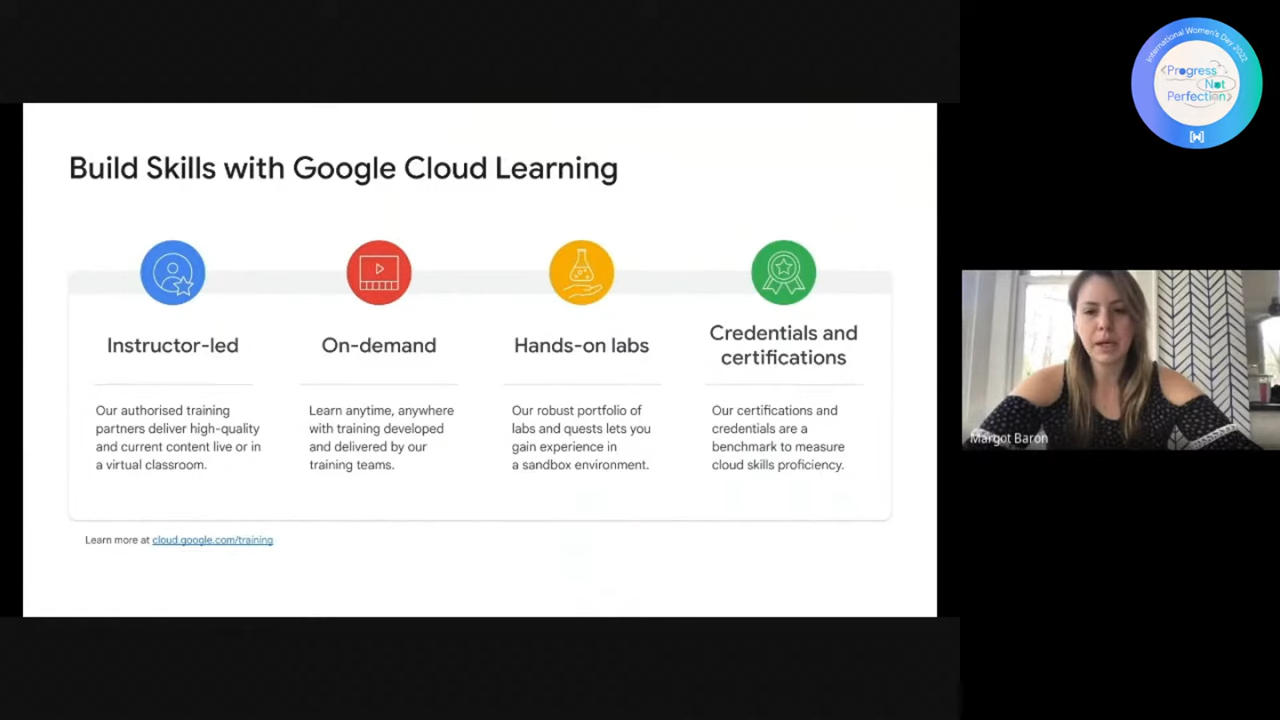 International Women's Day 2022
<Progress
Not
Perfection>
[W]
Build Skills with Google Cloud Learning
Instructor-led
Our authorised training
partners deliver high-quality
and current content live or in
a virtual classroom.
On-demand
Learn anytime, anywhere
with training developed
and delivered by our
training teams.
Hands-on labs
Our robust portfolio of
labs and quests lets you
gain experience in
a sandbox environment.
Credentials and
certifications
Our certifications and
credentials are a
benchmark to measure
cloud skills proficiency.
Learn more at cloud.google.com/training
Margot Baron